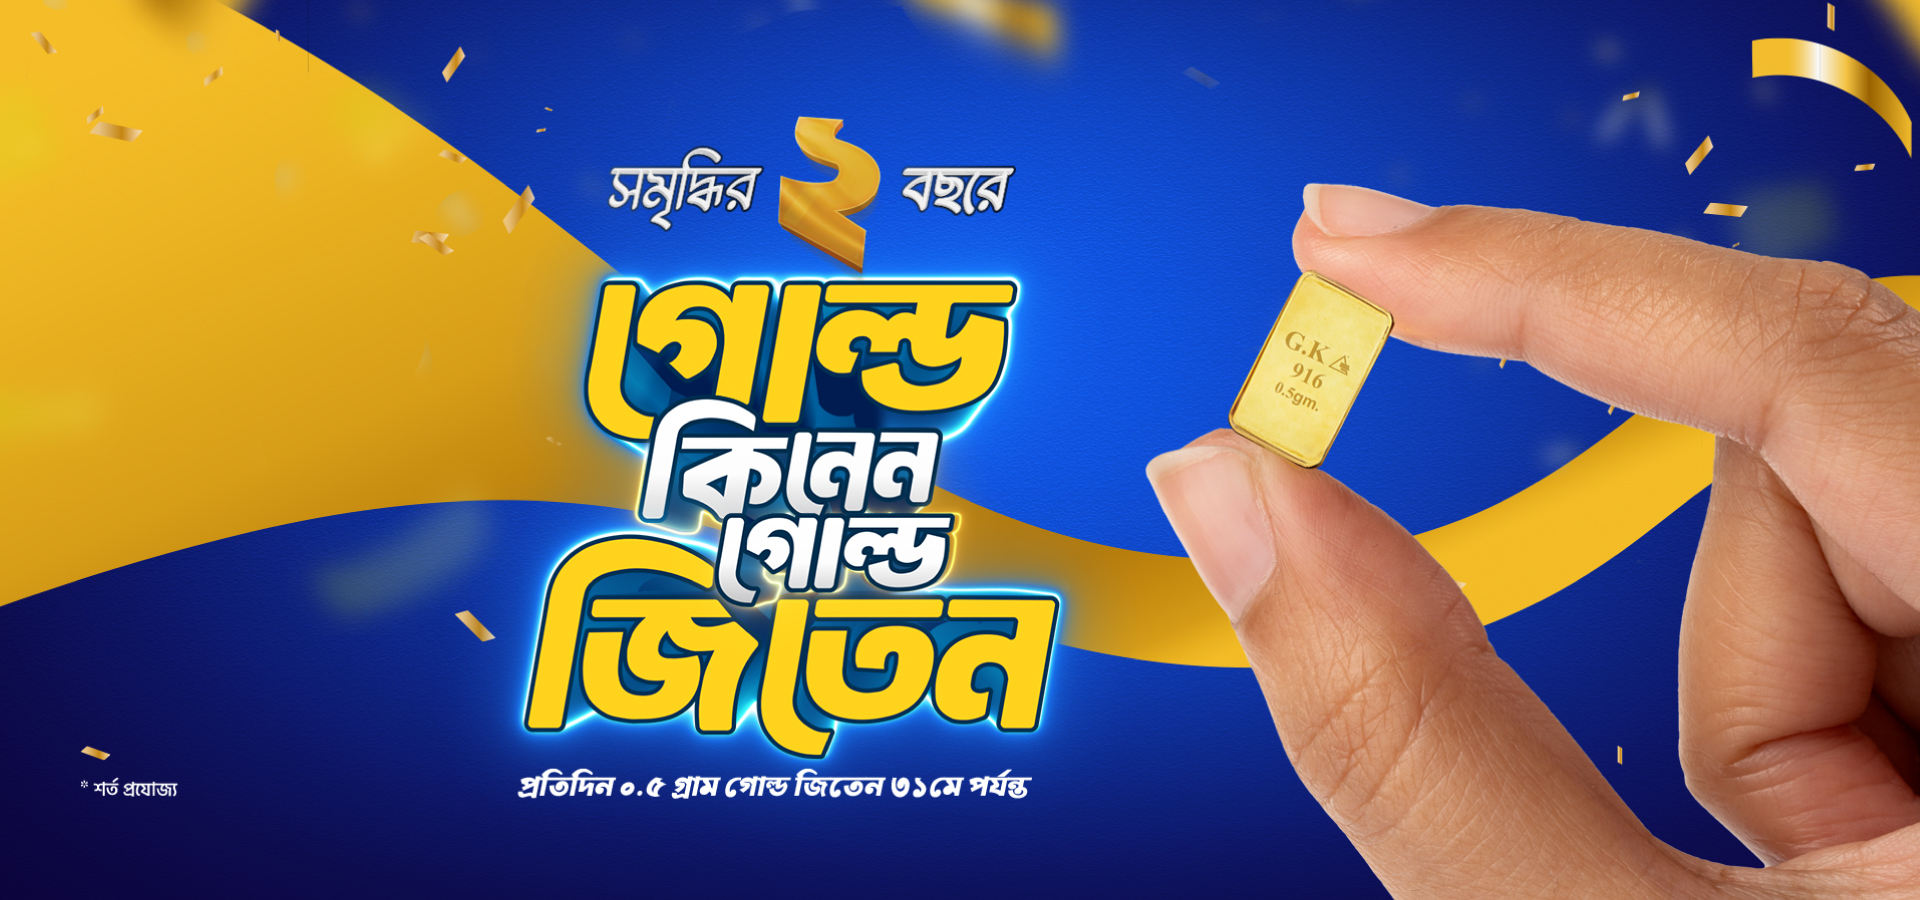 সমৃদ্ধির ২ বছরে
গোল্ড
কিনেন
গোল্ড
জিতেন
প্রতিদিন ০.৫ গ্রাম গোল্ড জিতেন ৩১মে পর্যন্ত
* শর্ত প্রযোজ্য
G.K
916
0.5gm.